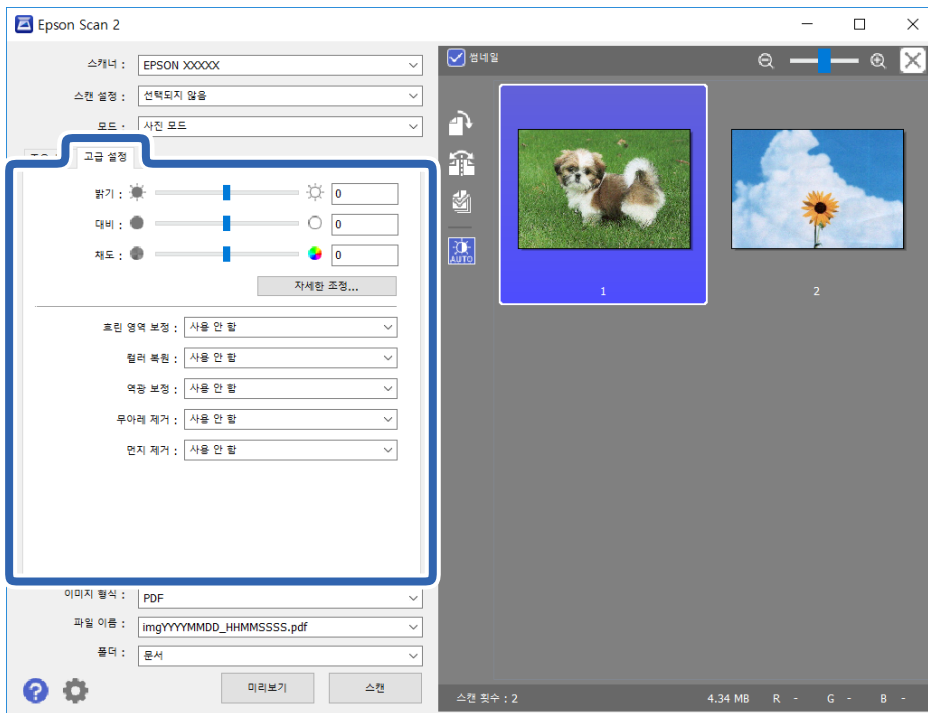 Epson Scan 2
스캐너 : EPSON XXXXX
스캔 설정 : 선택되지 않음
모드 : 사진 모드
고급 설정
밝기 : 0
대비 : 0
채도 : 0
자세한 조정...
흐린 영역 보정 : 사용 안 함
컬러 복원 : 사용 안 함
역광 보정 : 사용 안 함
무아레 제거 : 사용 안 함
먼지 제거 : 사용 안 함
이미지 형식 : PDF
파일 이름 : imgYYYYMMDD_HHMMSSSS.pdf
폴더 : 문서
? 미리보기 스캔
썸네일
AUTO
1 2
스캔 횟수 : 2 4.34 MB R - G - B -